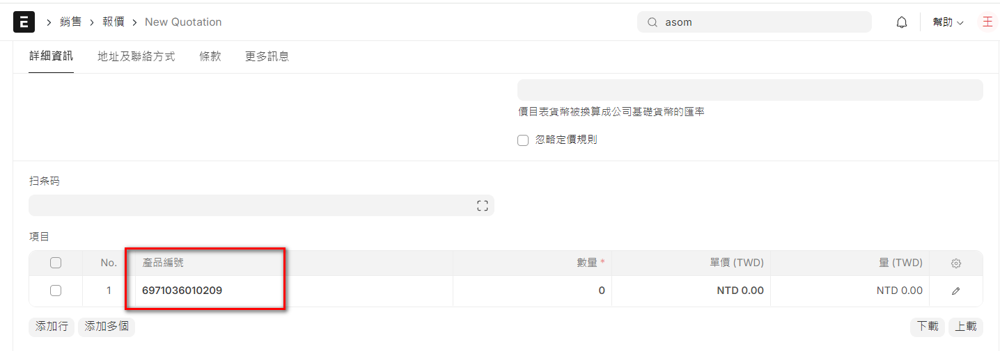 E > 銷售 > 報價 > New Quotation asom 幫助 王
詳細資訊 地址及聯絡方式 條款 更多訊息
價目表貨幣被換算成公司基礎貨幣的匯率
忽略定價規則
扫条码
項目
No. 產品編號 數量 * 單價 (TWD) 量 (TWD)
1 6971036010209 0 NTD 0.00 NTD 0.00
添加行 添加多個 下載 上載